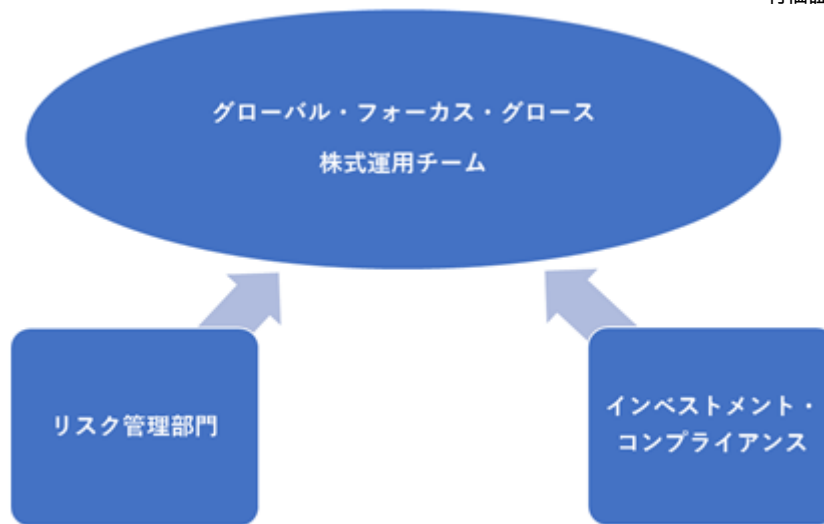 グローバル・フォーカス・グロース
株式運用チーム
リスク管理部門
インベストメント・
コンプライアンス